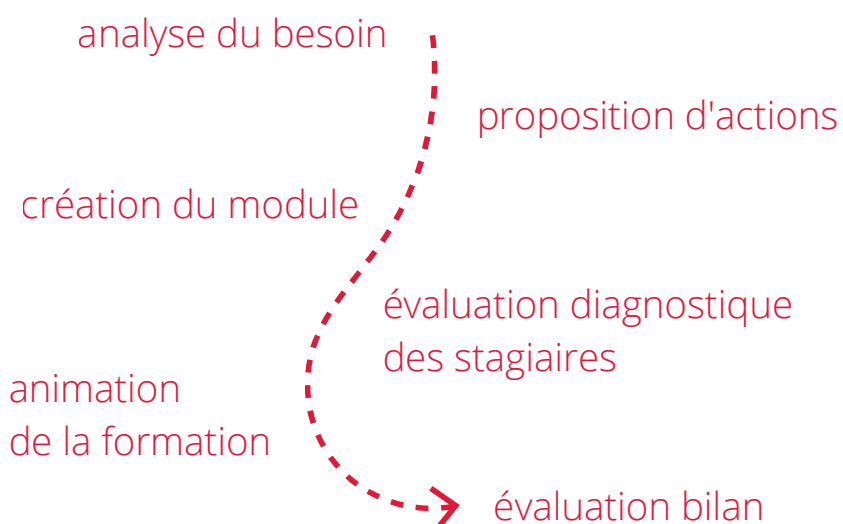 analyse du besoin
proposition d'actions
création du module
évaluation diagnostique
des stagiaires
animation
de la formation
évaluation bilan